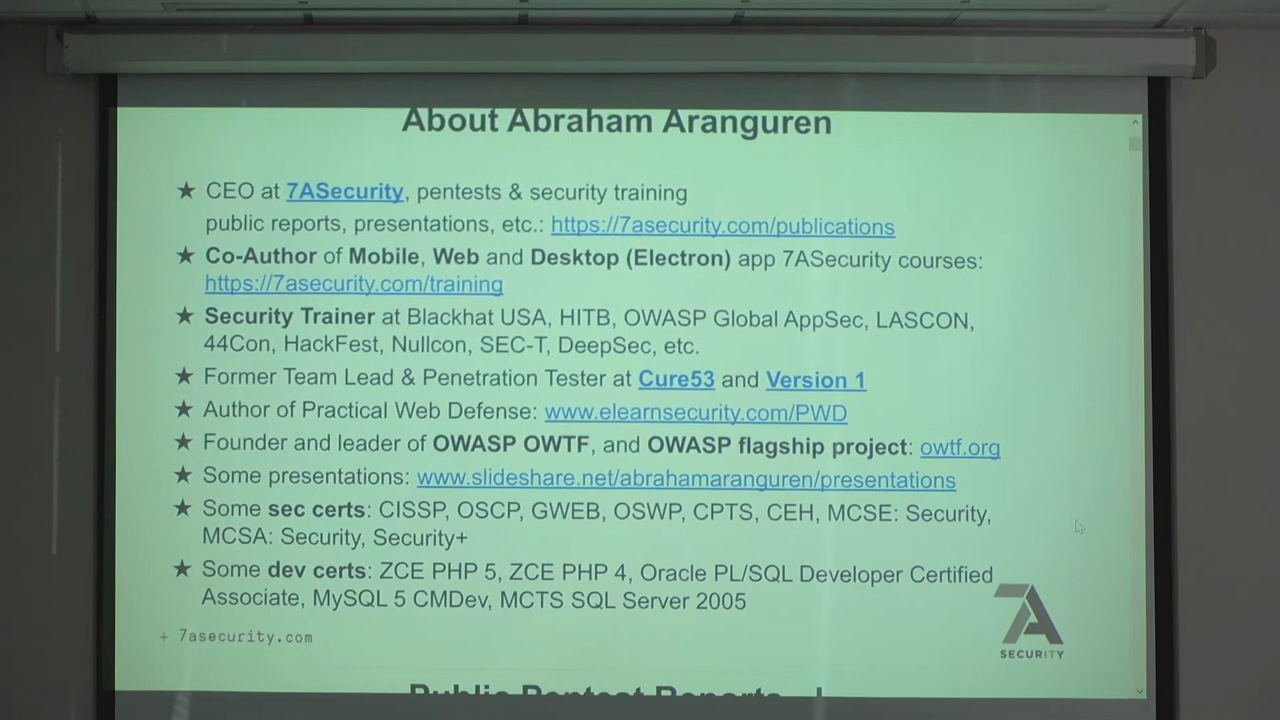 About Abraham Aranguren
★ CEO at 7ASecurity, pentests & security training
public reports, presentations, etc.: https://7asecurity.com/publications
★ Co-Author of Mobile, Web and Desktop (Electron) app 7ASecurity courses:
https://7asecurity.com/training
★ Security Trainer at Blackhat USA, HITB, OWASP Global AppSec, LASCON,
44Con, HackFest, Nullcon, SEC-T, DeepSec, etc.
★ Former Team Lead & Penetration Tester at Cure53 and Version 1
★ Author of Practical Web Defense: www.elearnsecurity.com/PWD
★ Founder and leader of OWASP OWTF, and OWASP flagship project: owtf.org
★ Some presentations: www.slideshare.net/abrahamaranguren/presentations
★ Some sec certs: CISSP, OSCP, GWEB, OSWP, CPTS, CEH, MCSE: Security,
MCSA: Security, Security+
★ Some dev certs: ZCE PHP 5, ZCE PHP 4, Oracle PL/SQL Developer Certified
Associate, MySQL 5 CMDev, MCTS SQL Server 2005
+ 7asecurity.com
7A
SECURITY
Public Pentest Reports